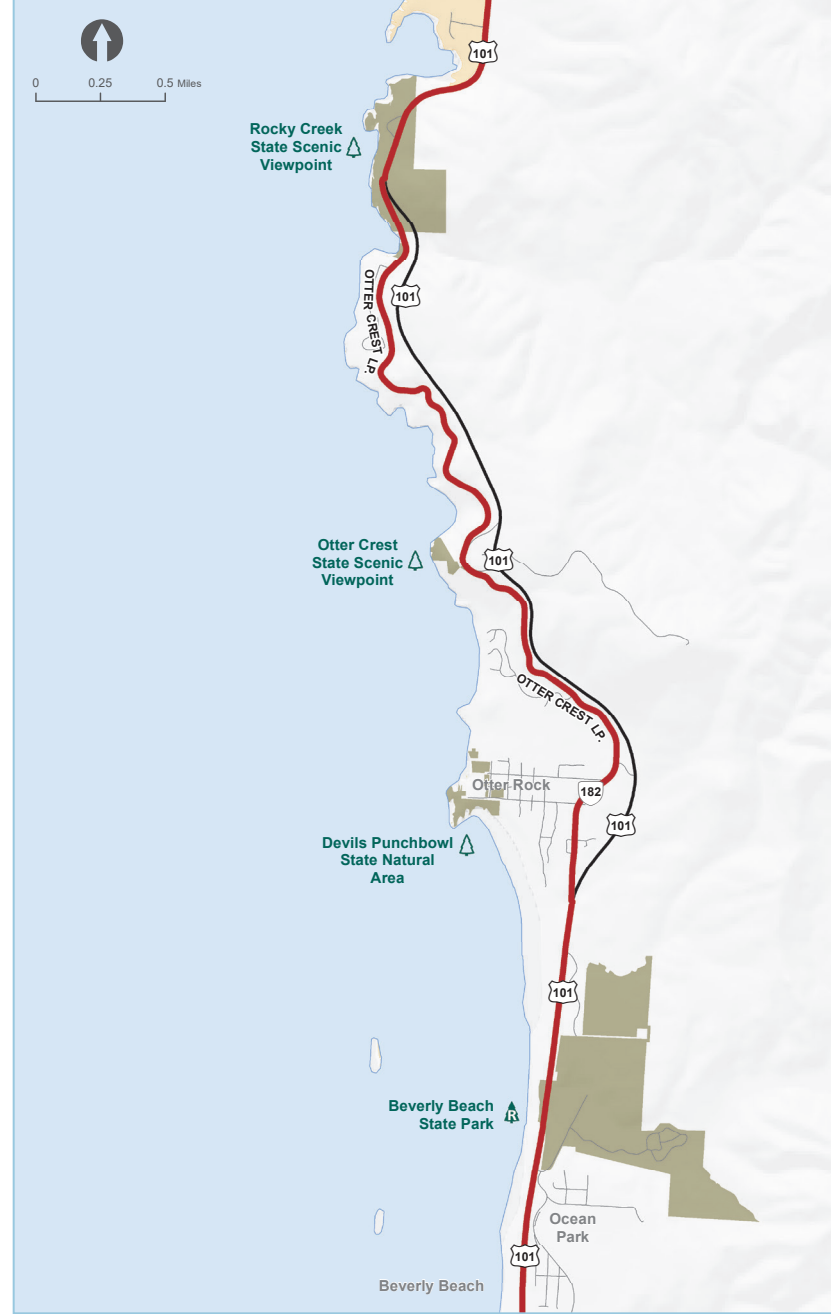 101
0 0.25 0.5 Miles
Rocky Creek
State Scenic
Viewpoint
OTTER CREST LP.
101
Otter Crest
State Scenic
Viewpoint
101
OTTER CREST LP.
Otter Rock
182
101
Devils Punchbowl
State Natural
Area
101
Beverly Beach
State Park
R
Ocean
Park
101
Beverly Beach